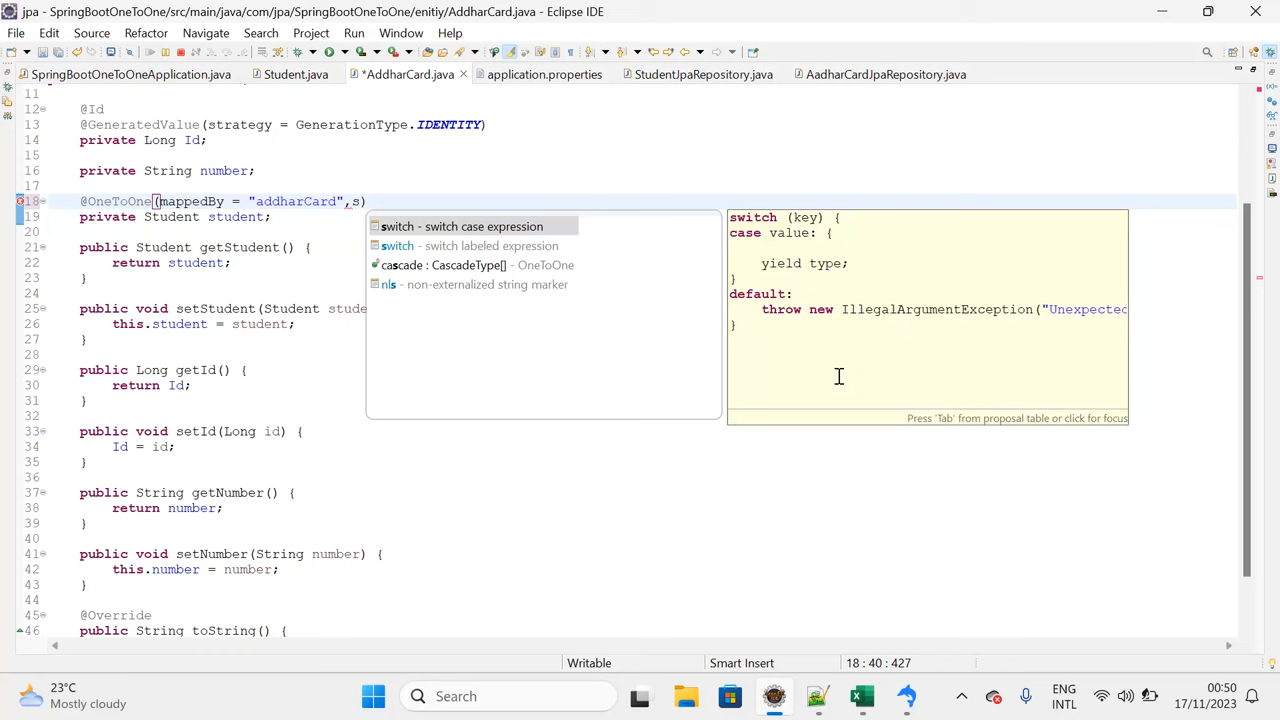 jpa - SpringBootOneToOne/src/main/java/com/jpa/SpringBootOneToOne/enitiy/AddharCard.java - Eclipse IDE
File Edit Source Refactor Navigate Search Project Run Window Help
SpringBootOneToOneApplication.java Student.java *AddharCard.java application.properties StudentJpaRepository.java AadharCardJpaRepository.java
11
12 @Id
13 @GeneratedValue(strategy = GenerationType.IDENTITY)
14 private Long Id;
15
16 private String number;
17
18 @OneToOne(mappedBy = "addharCard",s)
19 private Student student;
20
21 public Student getStudent() {
22 return student;
23 }
24
25 public void setStudent(Student stude
26 this.student = student;
27 }
28
29 public Long getId() {
30 return Id;
31 }
32
33 public void setId(Long id) {
34 Id = id;
35 }
36
37 public String getNumber() {
38 return number;
39 }
40
41 public void setNumber(String number) {
42 this.number = number;
43 }
44
45 @Override
46 public String toString() {
switch - switch case expression
switch - switch labeled expression
cascade : CascadeType[] - OneToOne
nls - non-externalized string marker
switch (key) {
case value: {
yield type;
}
default:
throw new IllegalArgumentException("Unexpected
}
Press 'Tab' from proposal table or click for focus
Writable Smart Insert 18 : 40 : 427
23°C
Mostly cloudy
Search
ENG
INTL
00:50
17/11/2023